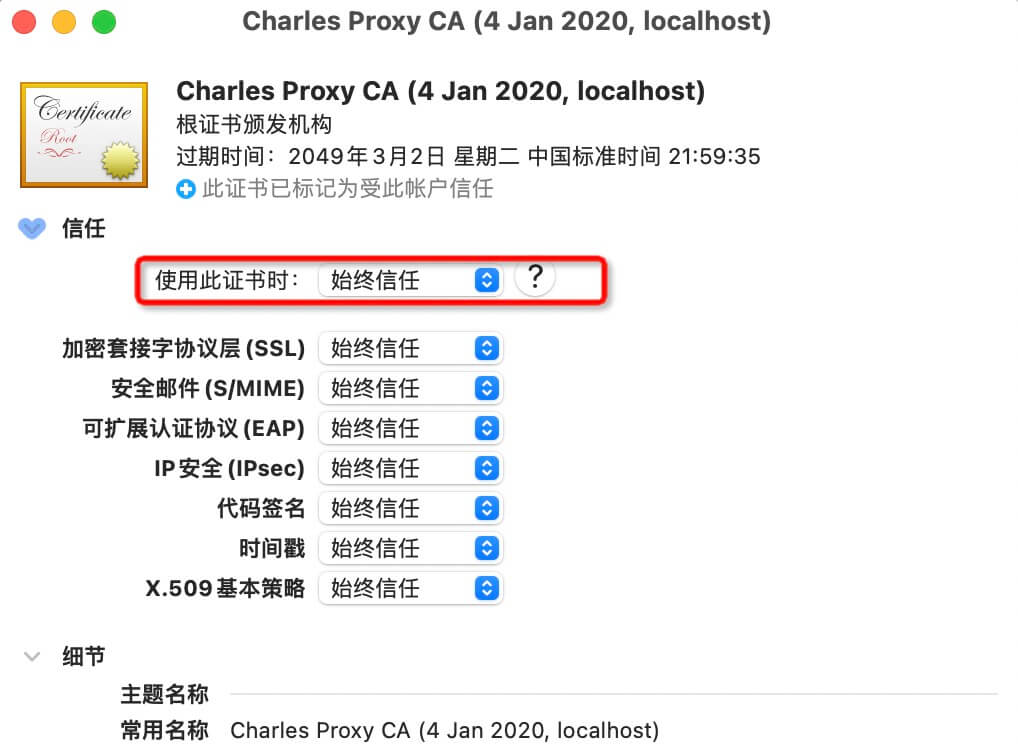 Charles Proxy CA (4 Jan 2020, localhost)
Certificate
Root
Charles Proxy CA (4 Jan 2020, localhost)
根证书颁发机构
过期时间：2049年3月2日 星期二 中国标准时间 21:59:35
此证书已标记为受此帐户信任
信任
使用此证书时： 始终信任 ?
加密套接字协议层 (SSL) 始终信任
安全邮件 (S/MIME) 始终信任
可扩展认证协议 (EAP) 始终信任
IP 安全 (IPsec) 始终信任
代码签名 始终信任
时间戳 始终信任
X.509 基本策略 始终信任
细节
主题名称
常用名称 Charles Proxy CA (4 Jan 2020, localhost)